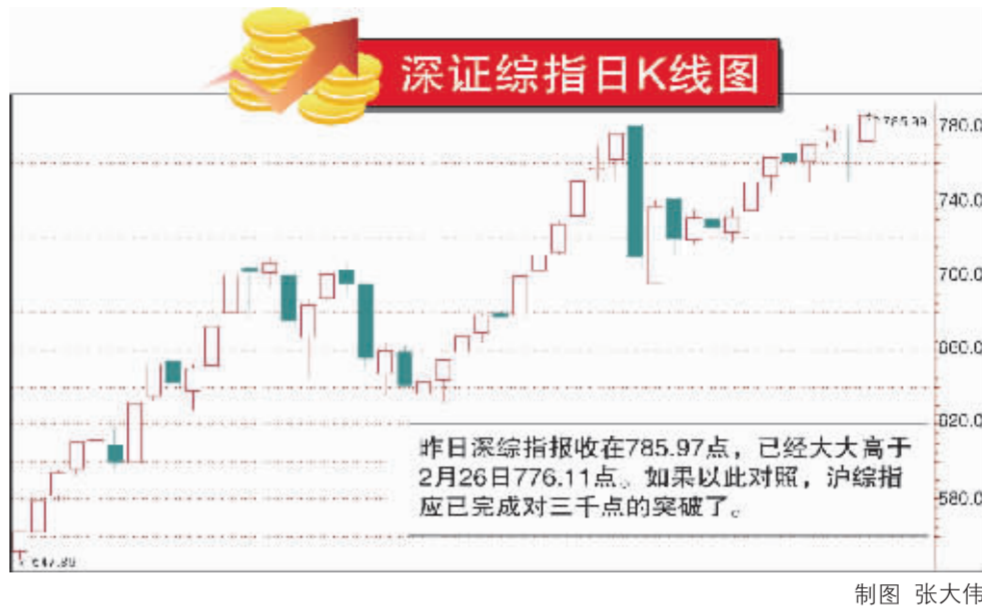 深证综指日K线图
785.99
780.0
740.0
700.0
660.0
620.0
580.0
昨日深综指报收在785.97点，已经大大高于
2月26日776.11点。如果以此对照，沪综指
应已完成对三千点的突破了。
制图 张大伟